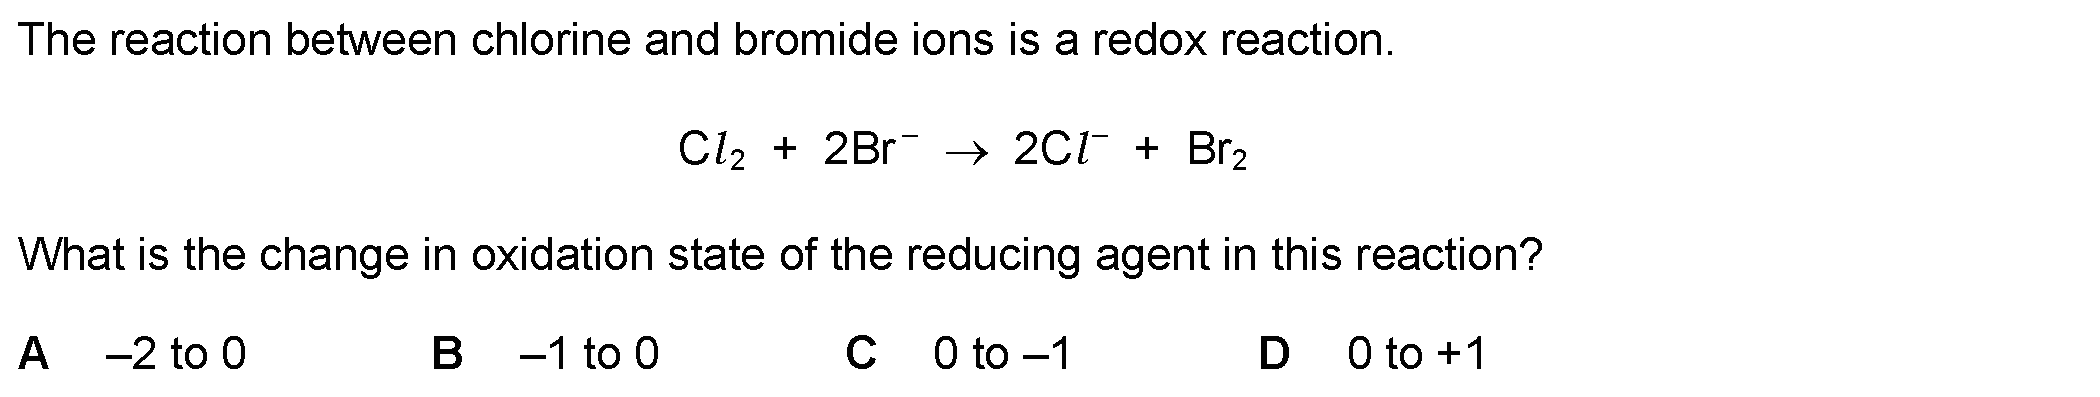 The reaction between chlorine and bromide ions is a redox reaction.
Cl₂ + 2Br⁻ → 2Cl⁻ + Br₂
What is the change in oxidation state of the reducing agent in this reaction?
A –2 to 0 B –1 to 0 C 0 to –1 D 0 to +1